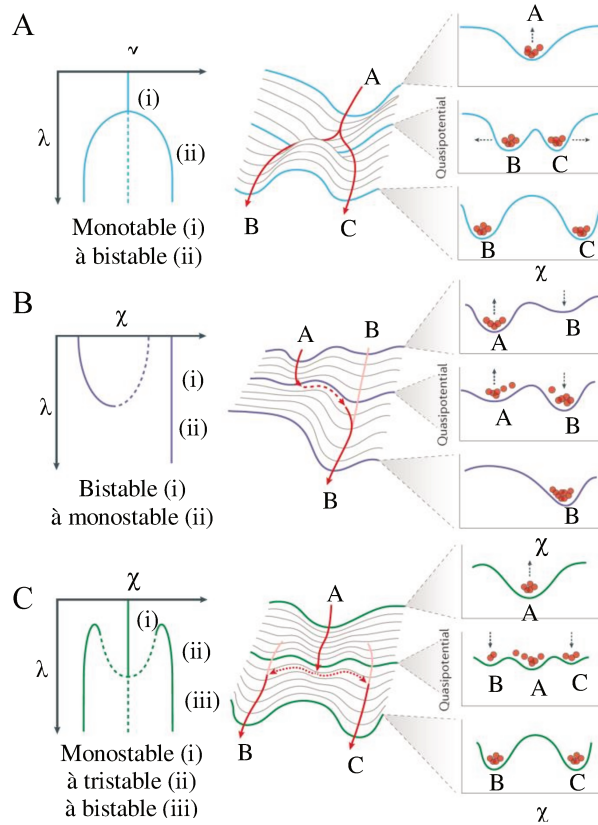 A
λ
(i)
(ii)
Monotable (i)
à bistable (ii)
A
B
C
Quasipotential
A
B
C
B
C
χ
B
χ
λ
(i)
(ii)
Bistable (i)
à monostable (ii)
A
B
B
Quasipotential
A
B
A
B
B
χ
C
χ
λ
(i)
(ii)
(iii)
Monostable (i)
à tristable (ii)
à bistable (iii)
A
B
C
Quasipotential
A
B
A
C
B
C
χ